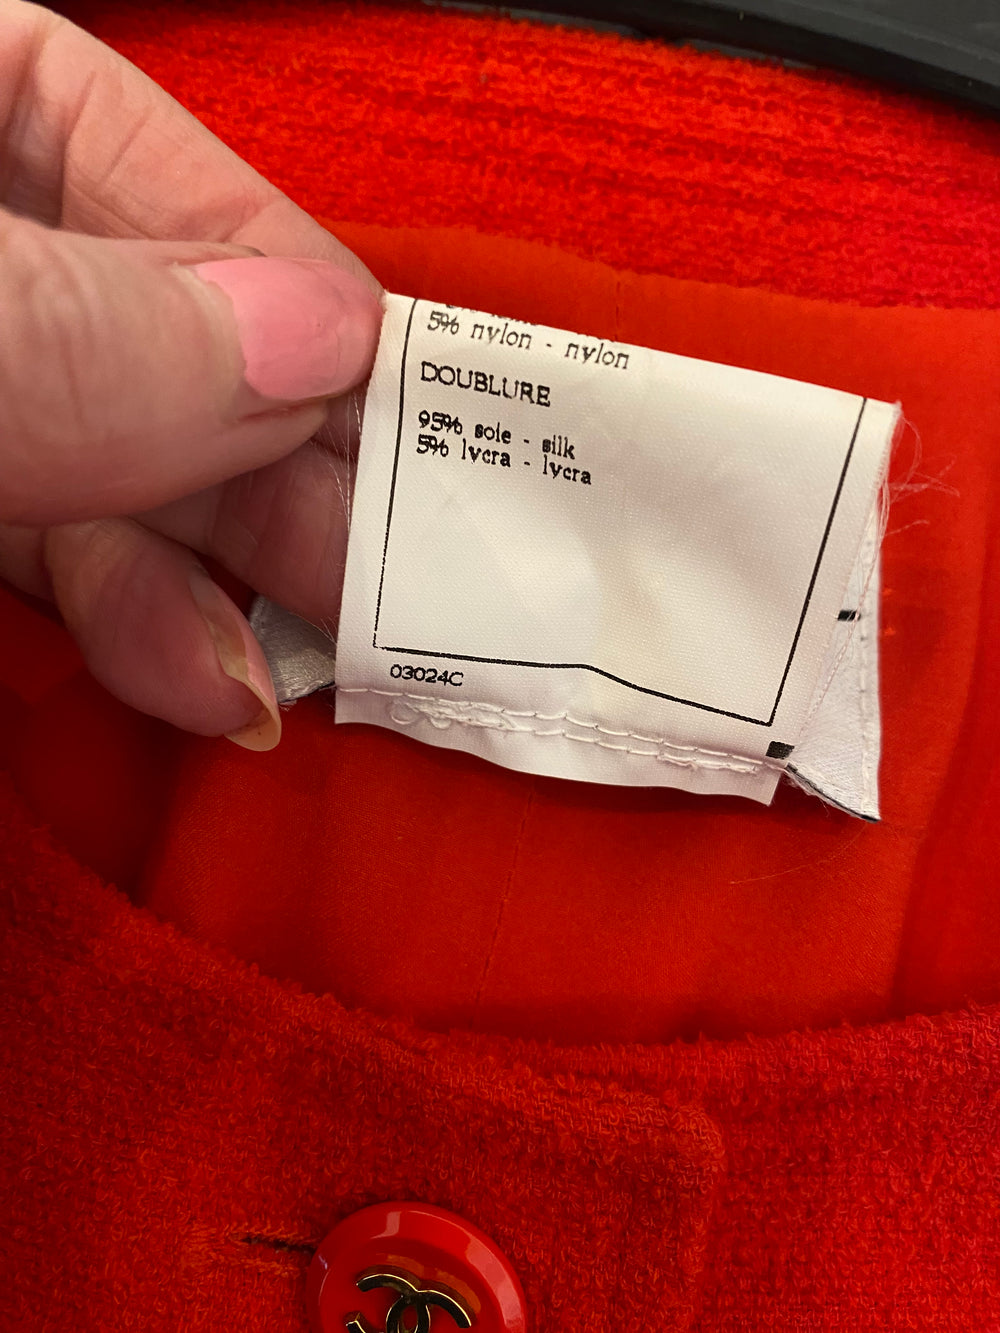 5% nylon - nylon
DOUBLURE
95% soie - silk
5% lycra - lycra
03024C